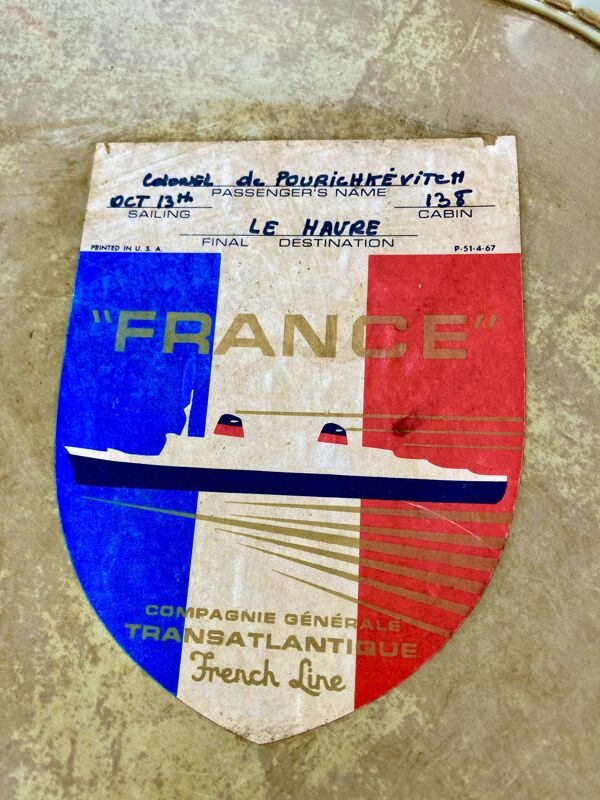 Colonel de POURICHKÉVITCH
PASSENGER'S NAME
OCT 13th 138
SAILING CABIN
LE HAVRE
FINAL DESTINATION
PRINTED IN U. S. A. P-51-4-67
"FRANCE"
COMPAGNIE GÉNÉRALE
TRANSATLANTIQUE
French Line